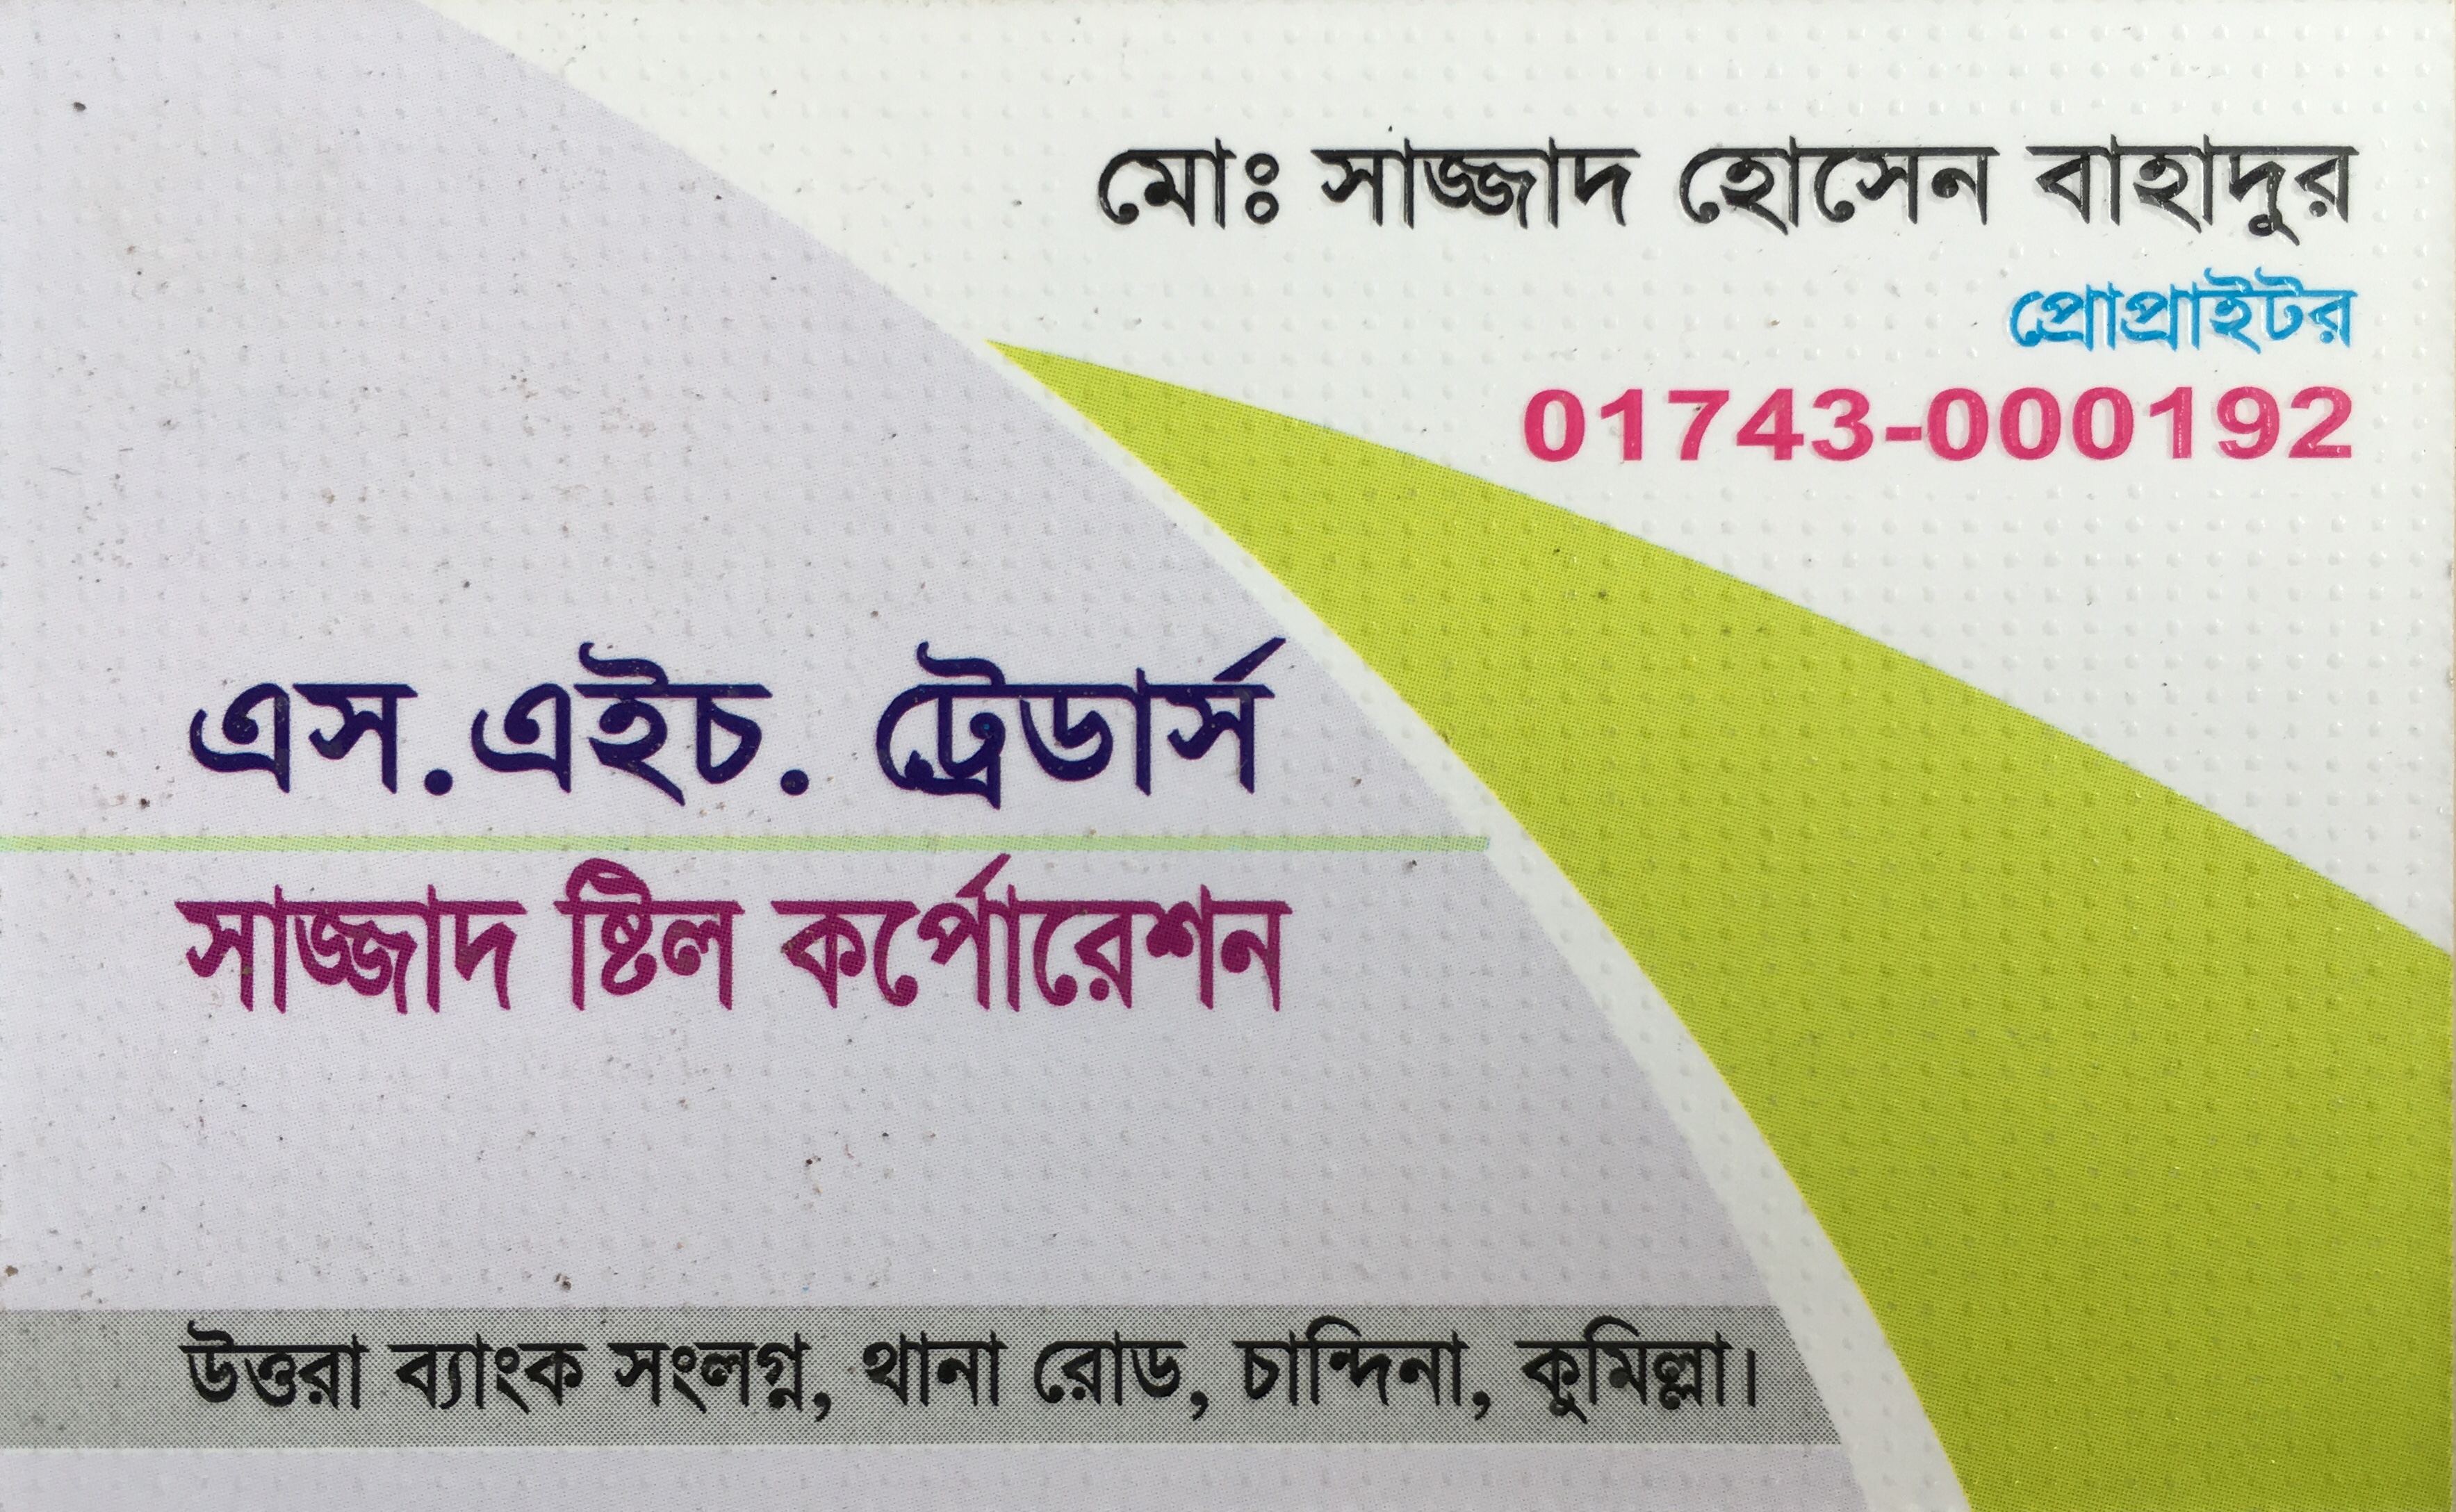 মোঃ সাজ্জাদ হোসেন বাহাদুর
প্রোপ্রাইটর
01743-000192
এস.এইচ. ট্রেডার্স
সাজ্জাদ ষ্টিল কর্পোরেশন
উত্তরা ব্যাংক সংলগ্ন, থানা রোড, চান্দিনা, কুমিল্লা।